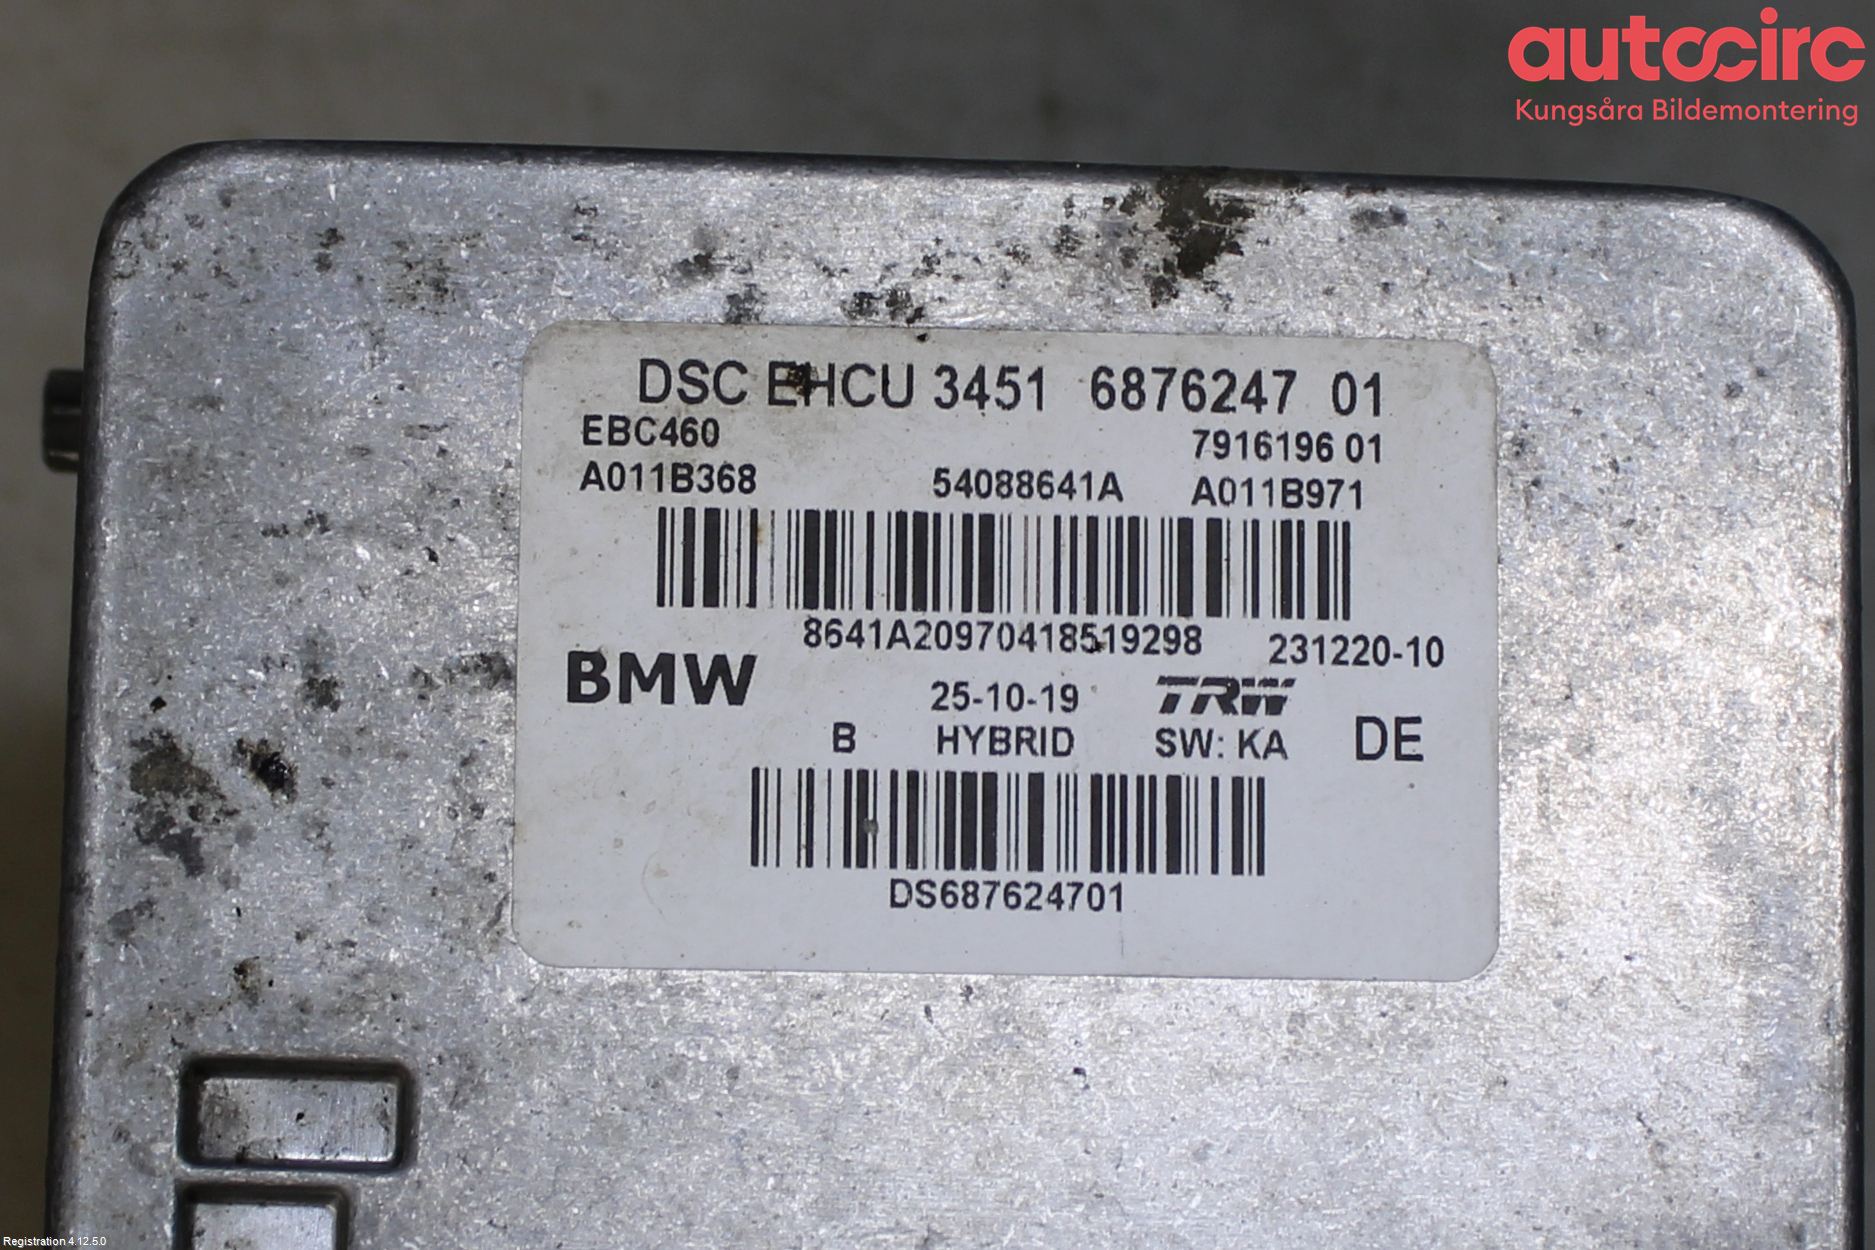 autocirc
Kungsåra Bildemontering
DSC EHCU 3451 6876247 01
EBC460 7916196 01
A011B368 54088641A A011B971
8641A20970418519298 231220-10
BMW 25-10-19 TRW
B HYBRID SW: KA DE
DS687624701
Registration 4.12.5.0